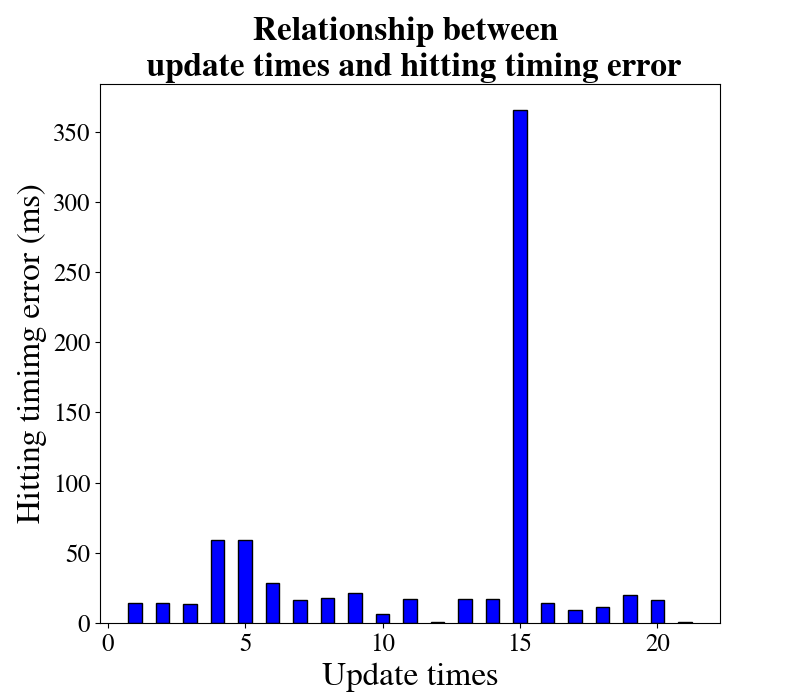 Relationship between
update times and hitting timing error
350
300
250
200
150
100
50
0
Hitting timimg error (ms)
0 5 10 15 20
Update times